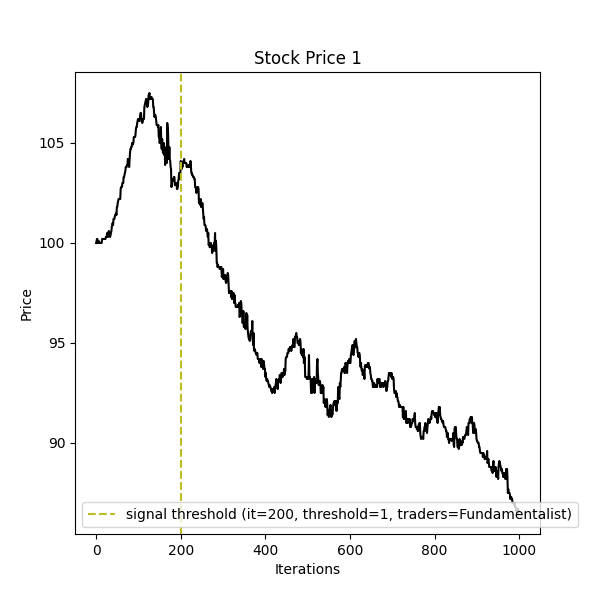 Stock Price 1
105
100
95
90
Price
signal threshold (it=200, threshold=1, traders=Fundamentalist)
0 200 400 600 800 1000
Iterations